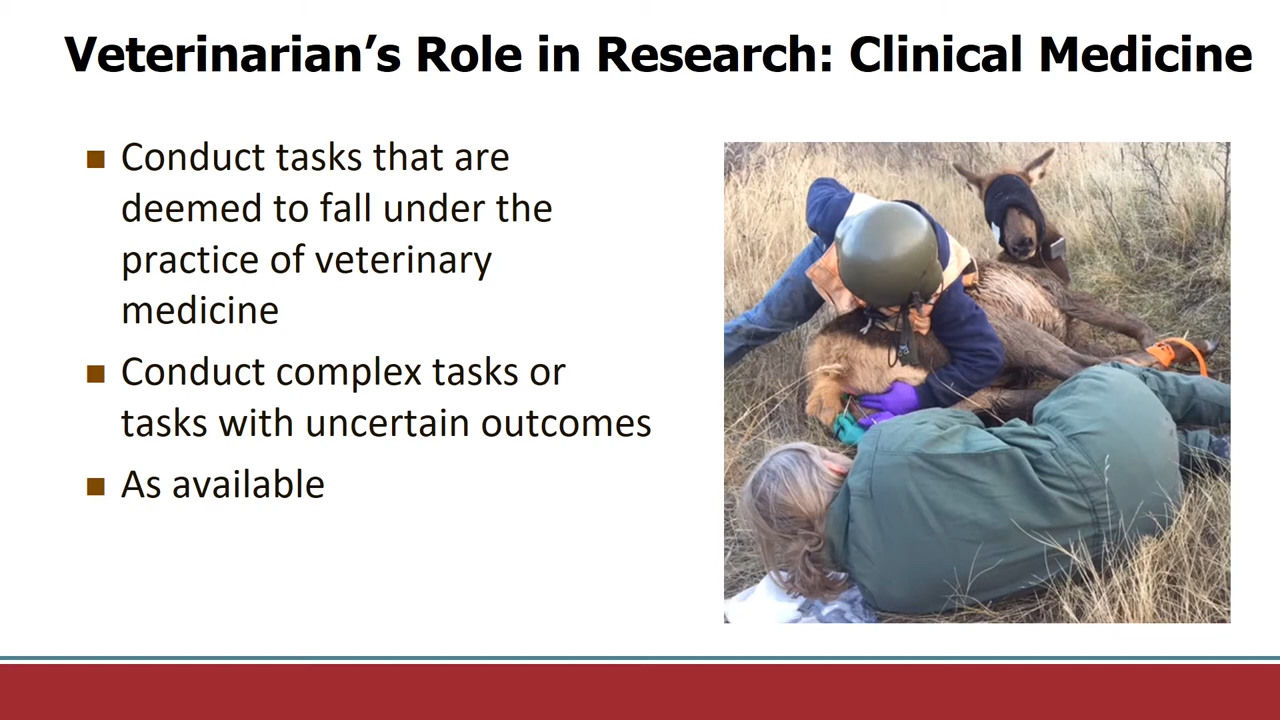 Veterinarian’s Role in Research: Clinical Medicine
Conduct tasks that are
deemed to fall under the
practice of veterinary
medicine
Conduct complex tasks or
tasks with uncertain outcomes
As available